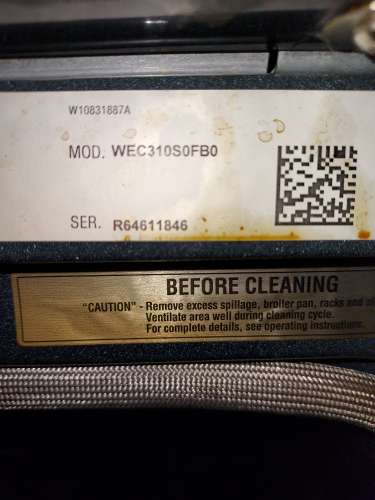 W10831887A
MOD. WEC310S0FB0
SER. R64611846
BEFORE CLEANING
"CAUTION" - Remove excess spillage, broiler pan, racks and
Ventilate area well during cleaning cycle.
For complete details, see operating instructions.